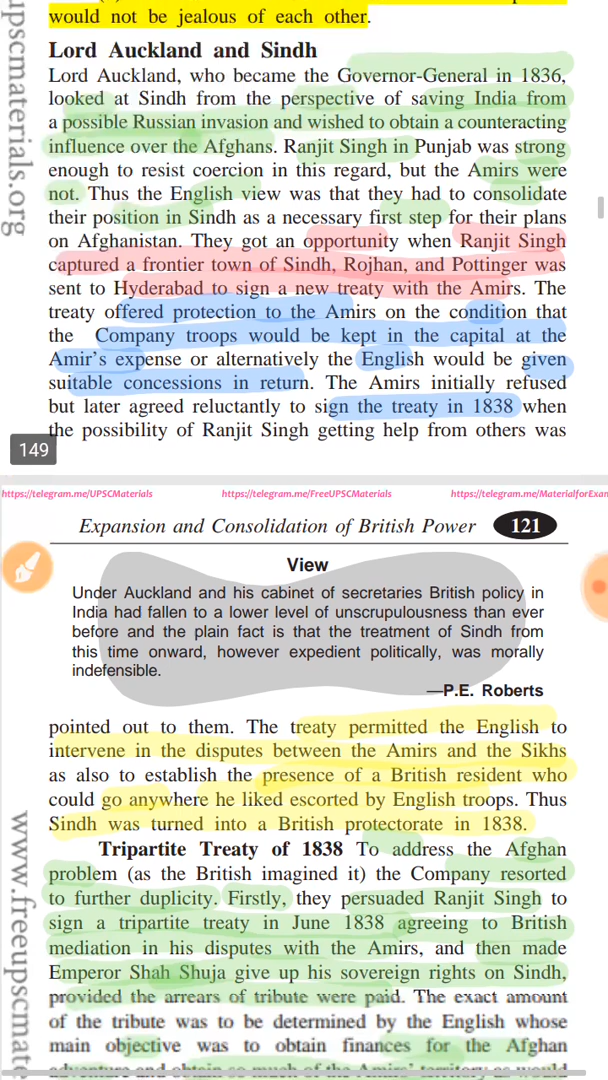 would not be jealous of each other.
Lord Auckland and Sindh
Lord Auckland, who became the Governor-General in 1836,
looked at Sindh from the perspective of saving India from
a possible Russian invasion and wished to obtain a counteracting
influence over the Afghans. Ranjit Singh in Punjab was strong
enough to resist coercion in this regard, but the Amirs were
not. Thus the English view was that they had to consolidate
their position in Sindh as a necessary first step for their plans
on Afghanistan. They got an opportunity when Ranjit Singh
captured a frontier town of Sindh, Rojhan, and Pottinger was
sent to Hyderabad to sign a new treaty with the Amirs. The
treaty offered protection to the Amirs on the condition that
the Company troops would be kept in the capital at the
Amir's expense or alternatively the English would be given
suitable concessions in return. The Amirs initially refused
but later agreed reluctantly to sign the treaty in 1838 when
the possibility of Ranjit Singh getting help from others was
149
upscmaterials.org
https://telegram.me/UPSCMaterials https://telegram.me/FreeUPSCMaterials https://telegram.me/MaterialforExa
Expansion and Consolidation of British Power 121
View
Under Auckland and his cabinet of secretaries British policy in
India had fallen to a lower level of unscrupulousness than ever
before and the plain fact is that the treatment of Sindh from
this time onward, however expedient politically, was morally
indefensible.
—P.E. Roberts
pointed out to them. The treaty permitted the English to
intervene in the disputes between the Amirs and the Sikhs
as also to establish the presence of a British resident who
could go anywhere he liked escorted by English troops. Thus
Sindh was turned into a British protectorate in 1838.
Tripartite Treaty of 1838 To address the Afghan
problem (as the British imagined it) the Company resorted
to further duplicity. Firstly, they persuaded Ranjit Singh to
sign a tripartite treaty in June 1838 agreeing to British
mediation in his disputes with the Amirs, and then made
Emperor Shah Shuja give up his sovereign rights on Sindh,
provided the arrears of tribute were paid. The exact amount
of the tribute was to be determined by the English whose
main objective was to obtain finances for the Afghan
adventure and obtain so much of the Amirs' territory as would
www.freeupscmate